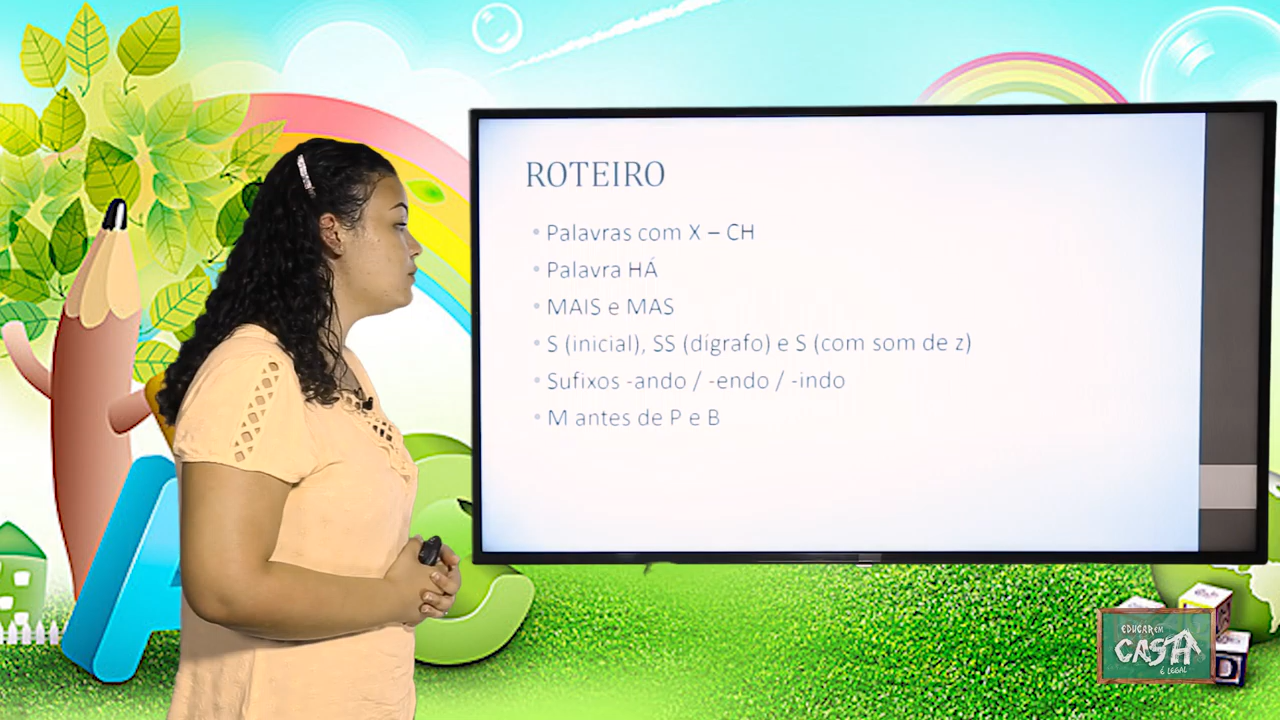 ROTEIRO
• Palavras com X – CH
• Palavra HÁ
• MAIS e MAS
• S (inicial), SS (dígrafo) e S (com som de z)
• Sufixos -ando / -endo / -indo
• M antes de P e B
A
C
EDUCAR EM
CASA
É LEGAL
D